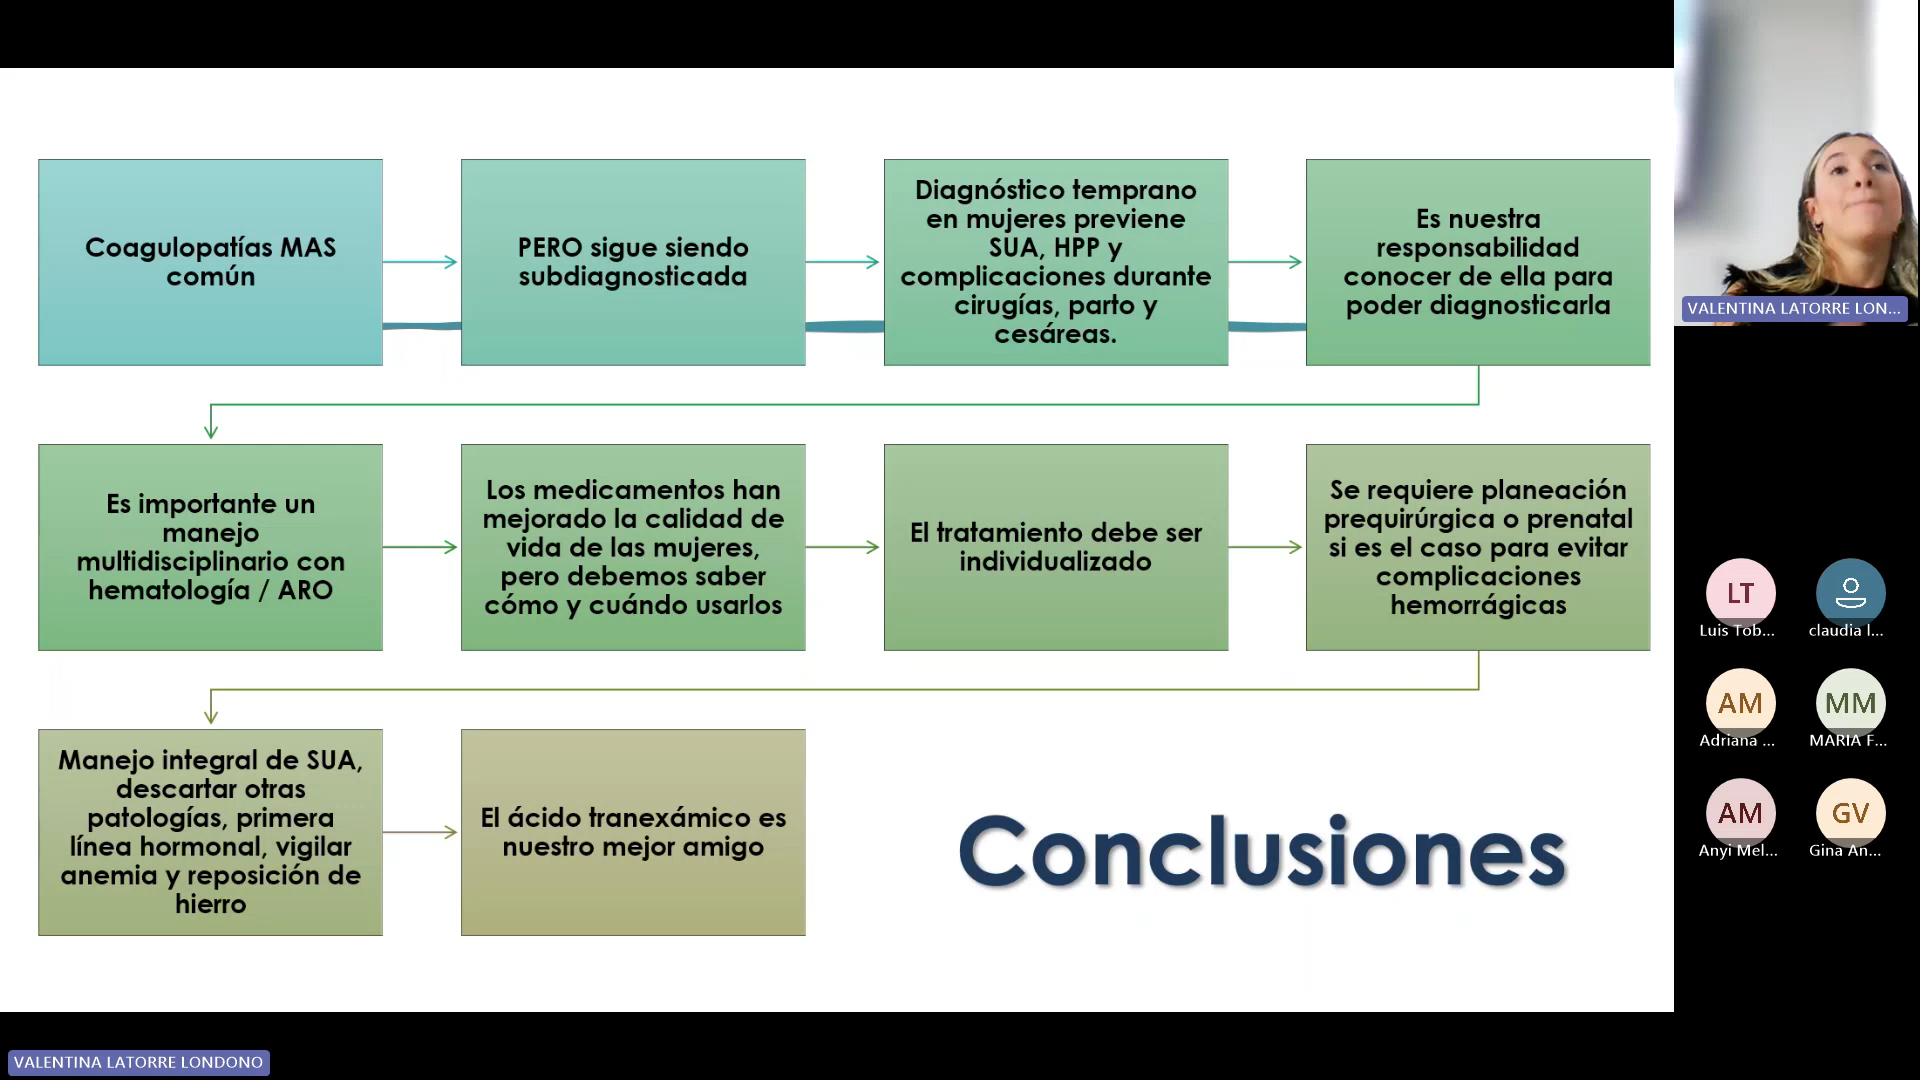 Coagulopatías MAS
común
PERO sigue siendo
subdiagnosticada
Diagnóstico temprano
en mujeres previene
SUA, HPP y
complicaciones durante
cirugías, parto y
cesáreas.
Es nuestra
responsabilidad
conocer de ella para
poder diagnosticarla
Es importante un
manejo
multidisciplinario con
hematología / ARO
Los medicamentos han
mejorado la calidad de
vida de las mujeres,
pero debemos saber
cómo y cuándo usarlos
El tratamiento debe ser
individualizado
Se requiere planeación
prequirúrgica o prenatal
si es el caso para evitar
complicaciones
hemorrágicas
Manejo integral de SUA,
descartar otras
patologías, primera
línea hormonal, vigilar
anemia y reposición de
hierro
El ácido tranexámico es
nuestro mejor amigo
Conclusiones
VALENTINA LATORRE LON...
LT
Luis Tob...
claudia l...
AM
Adriana ...
MM
MARIA F...
AM
Anyi Mel...
GV
Gina An...
VALENTINA LATORRE LONDONO